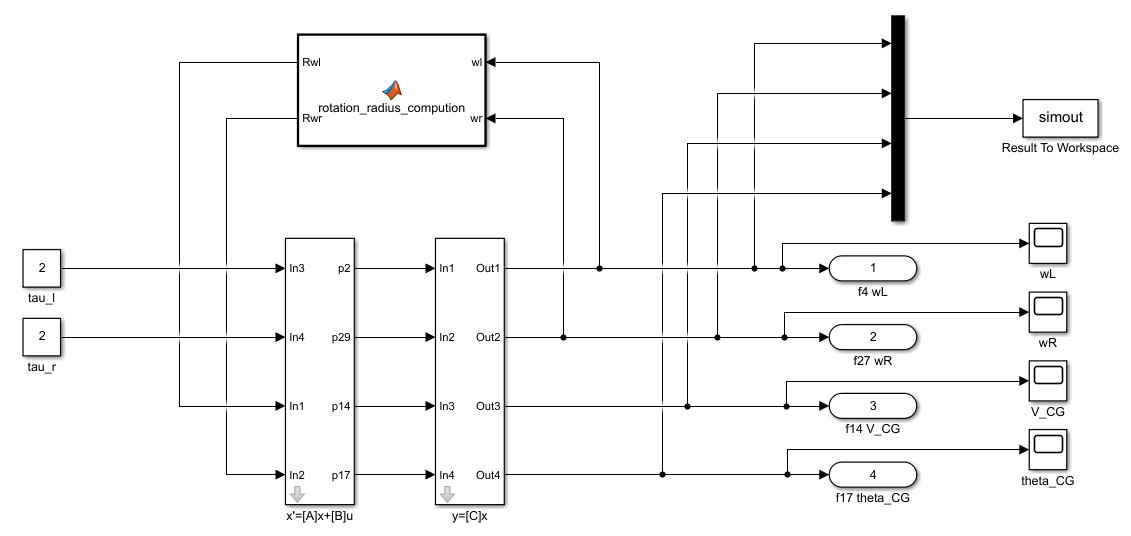 Rwl
wl
rotation_radius_compution
Rwr
wr
simout
Result To Workspace
2
tau_l
In3
p2
In1
Out1
1
f4 wL
wL
2
tau_r
In4
p29
In2
Out2
2
f27 wR
wR
In1
p14
In3
Out3
3
f14 V_CG
V_CG
In2
p17
In4
Out4
4
f17 theta_CG
theta_CG
x'=[A]x+[B]u
y=[C]x